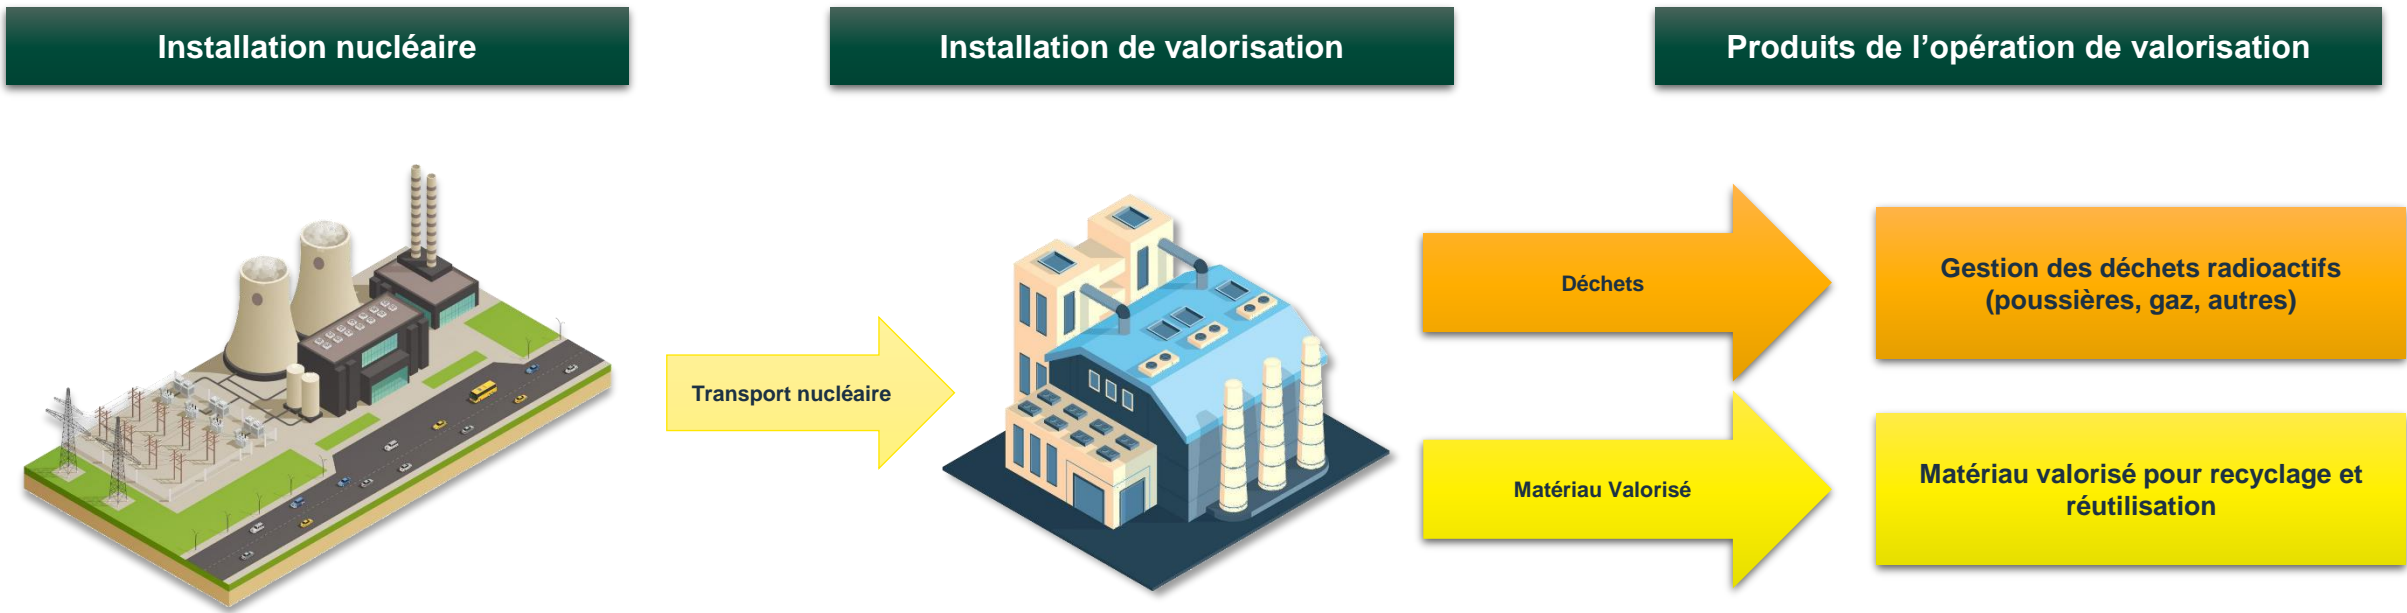 Installation nucléaire
Installation de valorisation
Produits de l’opération de valorisation
Transport nucléaire
Déchets
Gestion des déchets radioactifs
(poussières, gaz, autres)
Matériau Valorisé
Matériau valorisé pour recyclage et
réutilisation